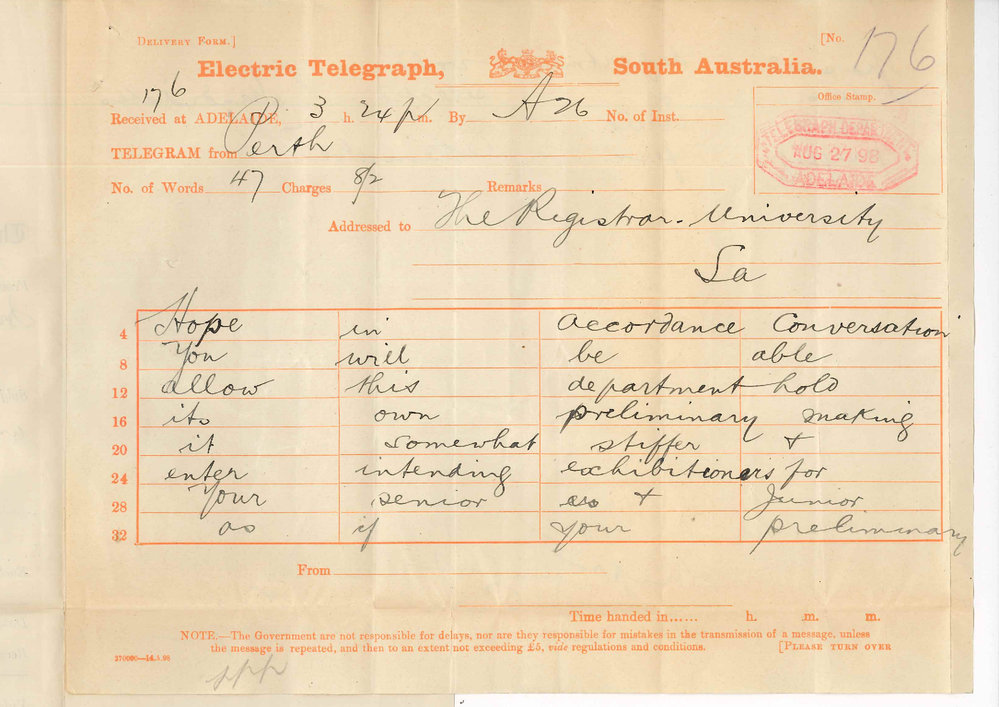 DELIVERY FORM.]
[No. 176
Electric Telegraph, South Australia.
176
Received at ADELAIDE, 3 h. 24 p.m. By A26 No. of Inst.
Office Stamp.
TELEGRAPH DEPARTMENT
AUG 27 98
ADELAIDE
TELEGRAM from Perth
No. of Words 47 Charges 8/2 Remarks
Addressed to The Registrar. University
Sa
4 Hope in accordance Conversation
8 You will be able
12 allow this department hold
16 its own preliminary making
20 it somewhat stiffer +
24 enter intending exhibitioners for
28 Your senior + Junior
32 as if your preliminary
From
Time handed in...... h. m. m.
NOTE.—The Government are not responsible for delays, nor are they responsible for mistakes in the transmission of a message, unless
the message is repeated, and then to an extent not exceeding £5, vide regulations and conditions. [PLEASE TURN OVER
370000—14.4.98